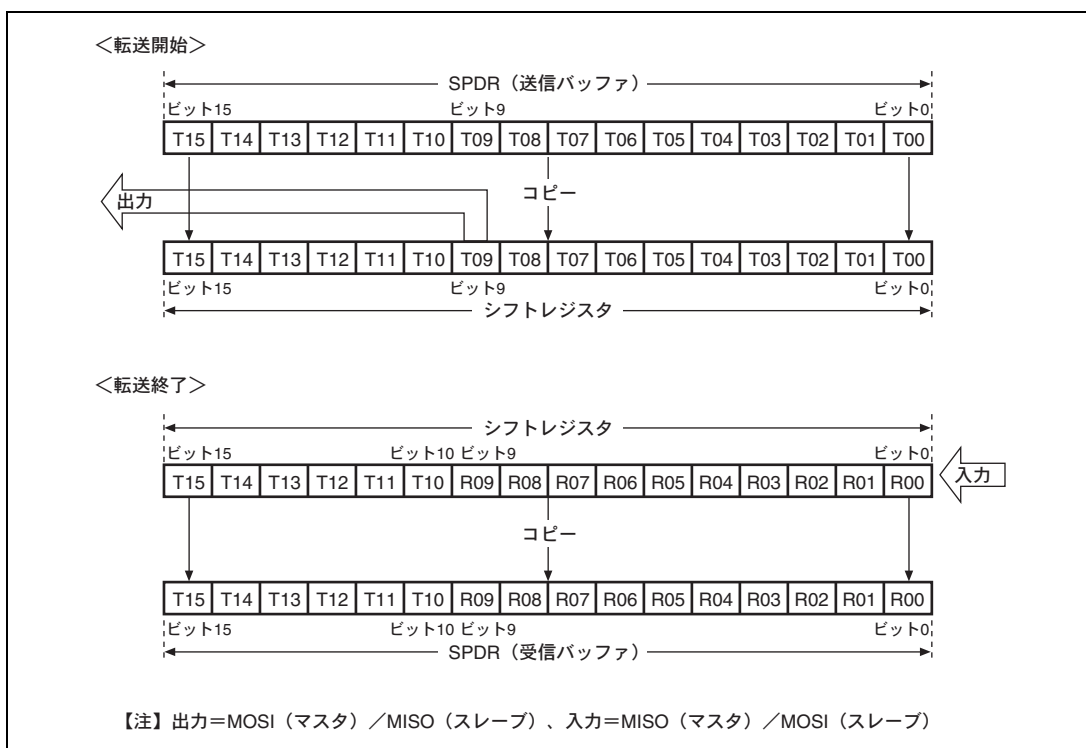 ＜転送開始＞
SPDR（送信バッファ）
ビット15 ビット9 ビット0
T15 T14 T13 T12 T11 T10 T09 T08 T07 T06 T05 T04 T03 T02 T01 T00
コピー
出力
T15 T14 T13 T12 T11 T10 T09 T08 T07 T06 T05 T04 T03 T02 T01 T00
ビット15 ビット9 ビット0
シフトレジスタ
＜転送終了＞
シフトレジスタ
ビット15 ビット10 ビット9 ビット0
T15 T14 T13 T12 T11 T10 R09 R08 R07 R06 R05 R04 R03 R02 R01 R00
入力
コピー
T15 T14 T13 T12 T11 T10 R09 R08 R07 R06 R05 R04 R03 R02 R01 R00
ビット15 ビット10 ビット9 ビット0
SPDR（受信バッファ）
【注】出力＝MOSI（マスタ）／MISO（スレーブ）、入力＝MISO（マスタ）／MOSI（スレーブ）